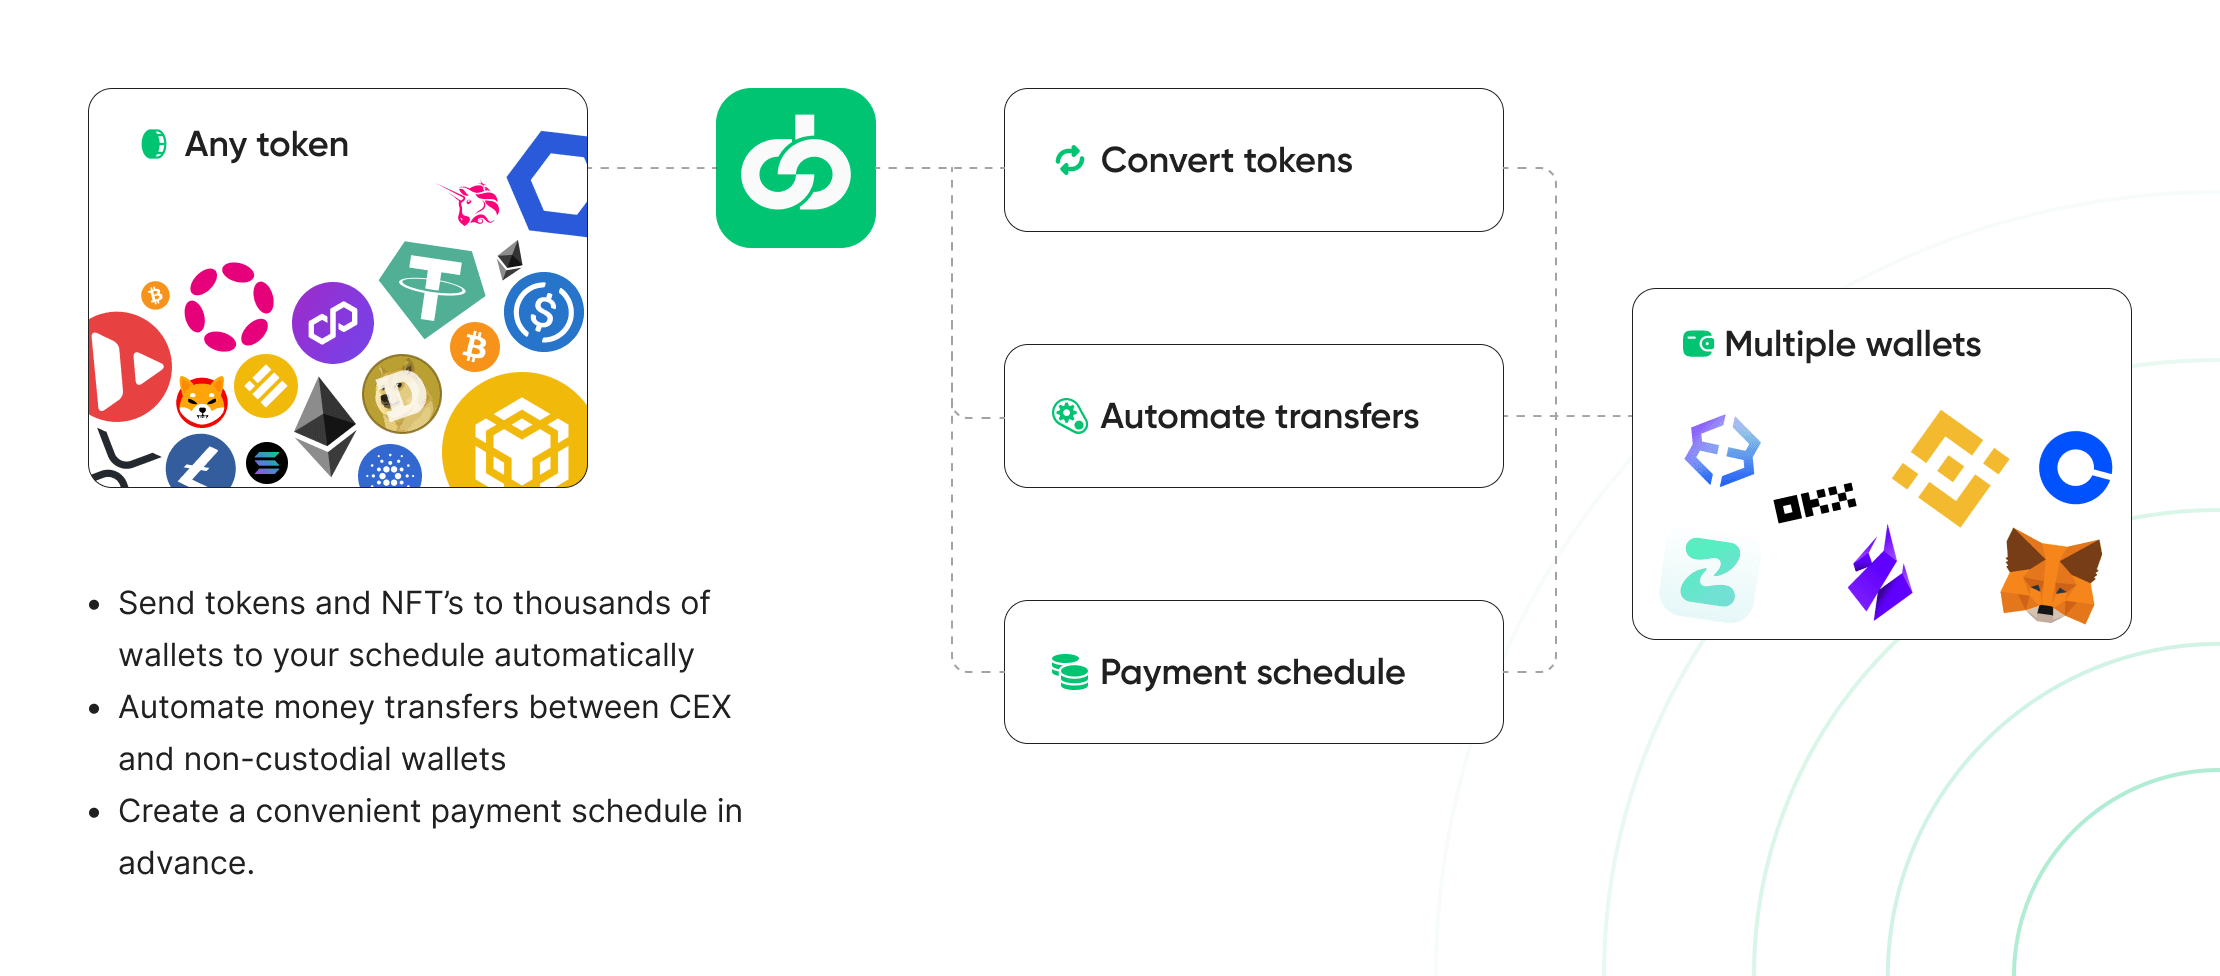 Any token
Convert tokens
Automate transfers
Payment schedule
Multiple wallets
OKX
• Send tokens and NFT’s to thousands of
wallets to your schedule automatically
• Automate money transfers between CEX
and non-custodial wallets
• Create a convenient payment schedule in
advance.